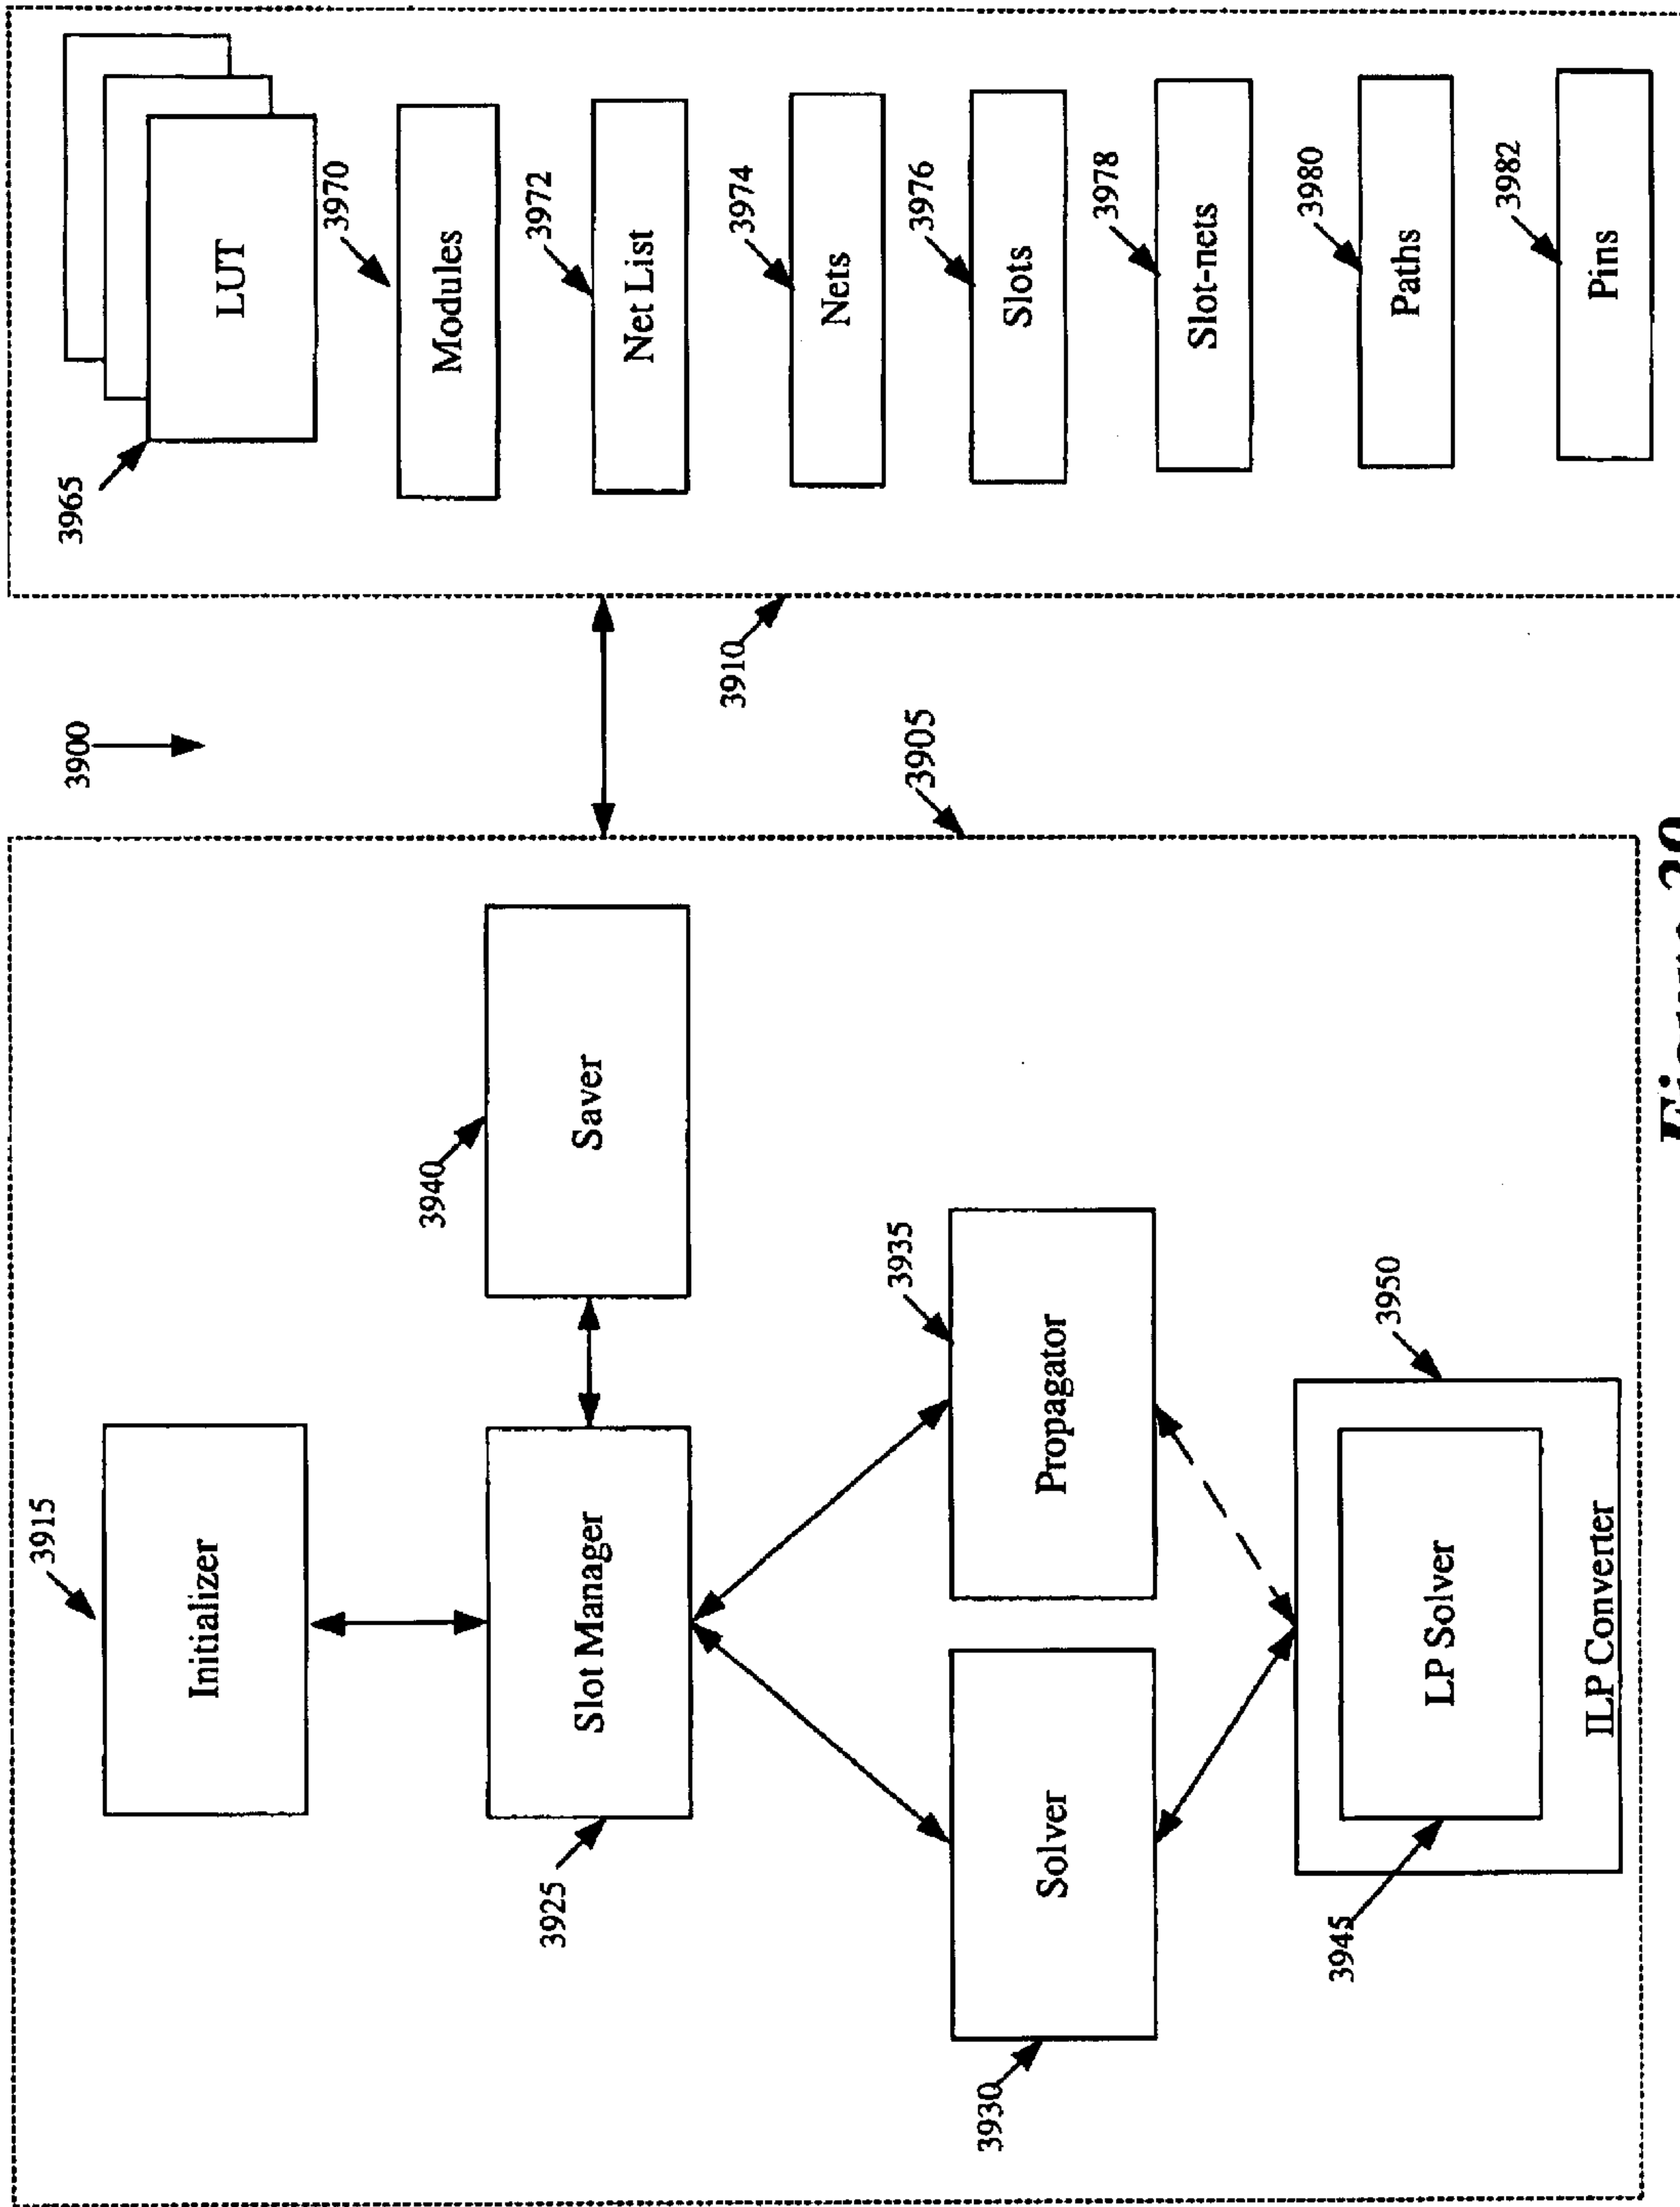 3900
3915
Initializer
3925
Slot Manager
3940
Saver
3930
Solver
3935
Propagator
3945
LP Solver
3950
ILP Converter
3905
3910
3965
LUT
3970
Modules
3972
Net List
3974
Nets
3976
Slots
3978
Slot-nets
3980
Paths
3982
Pins